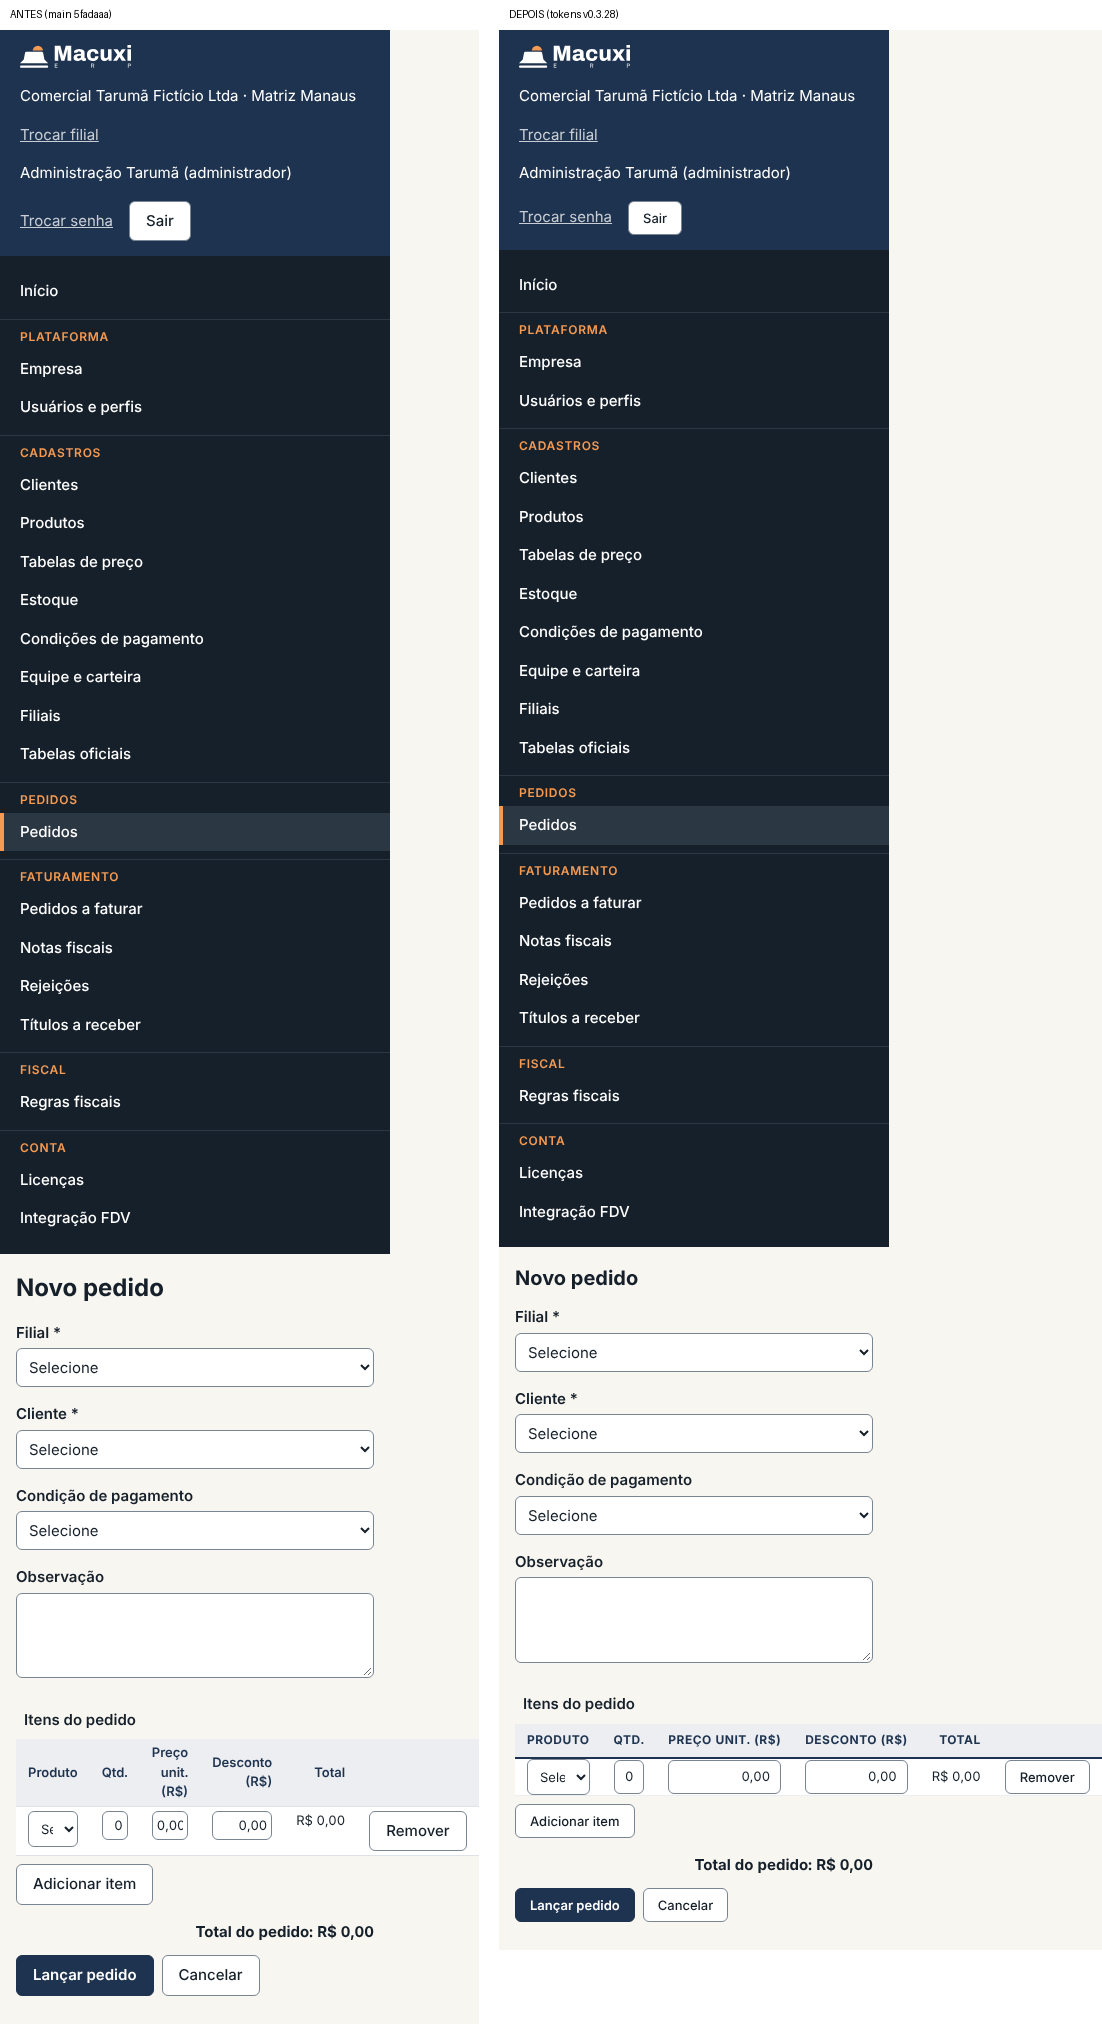 ANTES (main 5fadaaa)
Macuxi
E R P
Comercial Tarumã Fictício Ltda · Matriz Manaus
Trocar filial
Administração Tarumã (administrador)
Trocar senha
Sair
Início
PLATAFORMA
Empresa
Usuários e perfis
CADASTROS
Clientes
Produtos
Tabelas de preço
Estoque
Condições de pagamento
Equipe e carteira
Filiais
Tabelas oficiais
PEDIDOS
Pedidos
FATURAMENTO
Pedidos a faturar
Notas fiscais
Rejeições
Títulos a receber
FISCAL
Regras fiscais
CONTA
Licenças
Integração FDV
Novo pedido
Filial *
Selecione
Cliente *
Selecione
Condição de pagamento
Selecione
Observação
Itens do pedido
Produto Qtd. Preço unit. (R$) Desconto (R$) Total
Se 0 0,00 0,00 R$ 0,00 Remover
Adicionar item
Total do pedido: R$ 0,00
Lançar pedido Cancelar
DEPOIS (tokens v0.3.28)
Macuxi
E R P
Comercial Tarumã Fictício Ltda · Matriz Manaus
Trocar filial
Administração Tarumã (administrador)
Trocar senha
Sair
Início
PLATAFORMA
Empresa
Usuários e perfis
CADASTROS
Clientes
Produtos
Tabelas de preço
Estoque
Condições de pagamento
Equipe e carteira
Filiais
Tabelas oficiais
PEDIDOS
Pedidos
FATURAMENTO
Pedidos a faturar
Notas fiscais
Rejeições
Títulos a receber
FISCAL
Regras fiscais
CONTA
Licenças
Integração FDV
Novo pedido
Filial *
Selecione
Cliente *
Selecione
Condição de pagamento
Selecione
Observação
Itens do pedido
PRODUTO QTD. PREÇO UNIT. (R$) DESCONTO (R$) TOTAL
Sele 0 0,00 0,00 R$ 0,00 Remover
Adicionar item
Total do pedido: R$ 0,00
Lançar pedido Cancelar